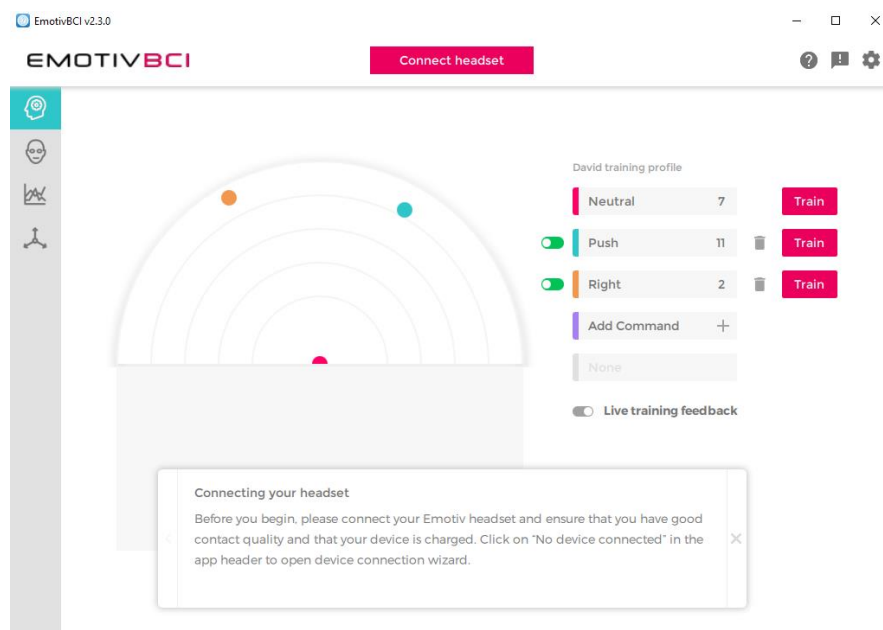 EmotivBCI v2.3.0
EMOTIVBCI
Connect headset
David training profile
Neutral 7 Train
Push 11 Train
Right 2 Train
Add Command +
None
Live training feedback
Connecting your headset
Before you begin, please connect your Emotiv headset and ensure that you have good
contact quality and that your device is charged. Click on “No device connected” in the
app header to open device connection wizard.